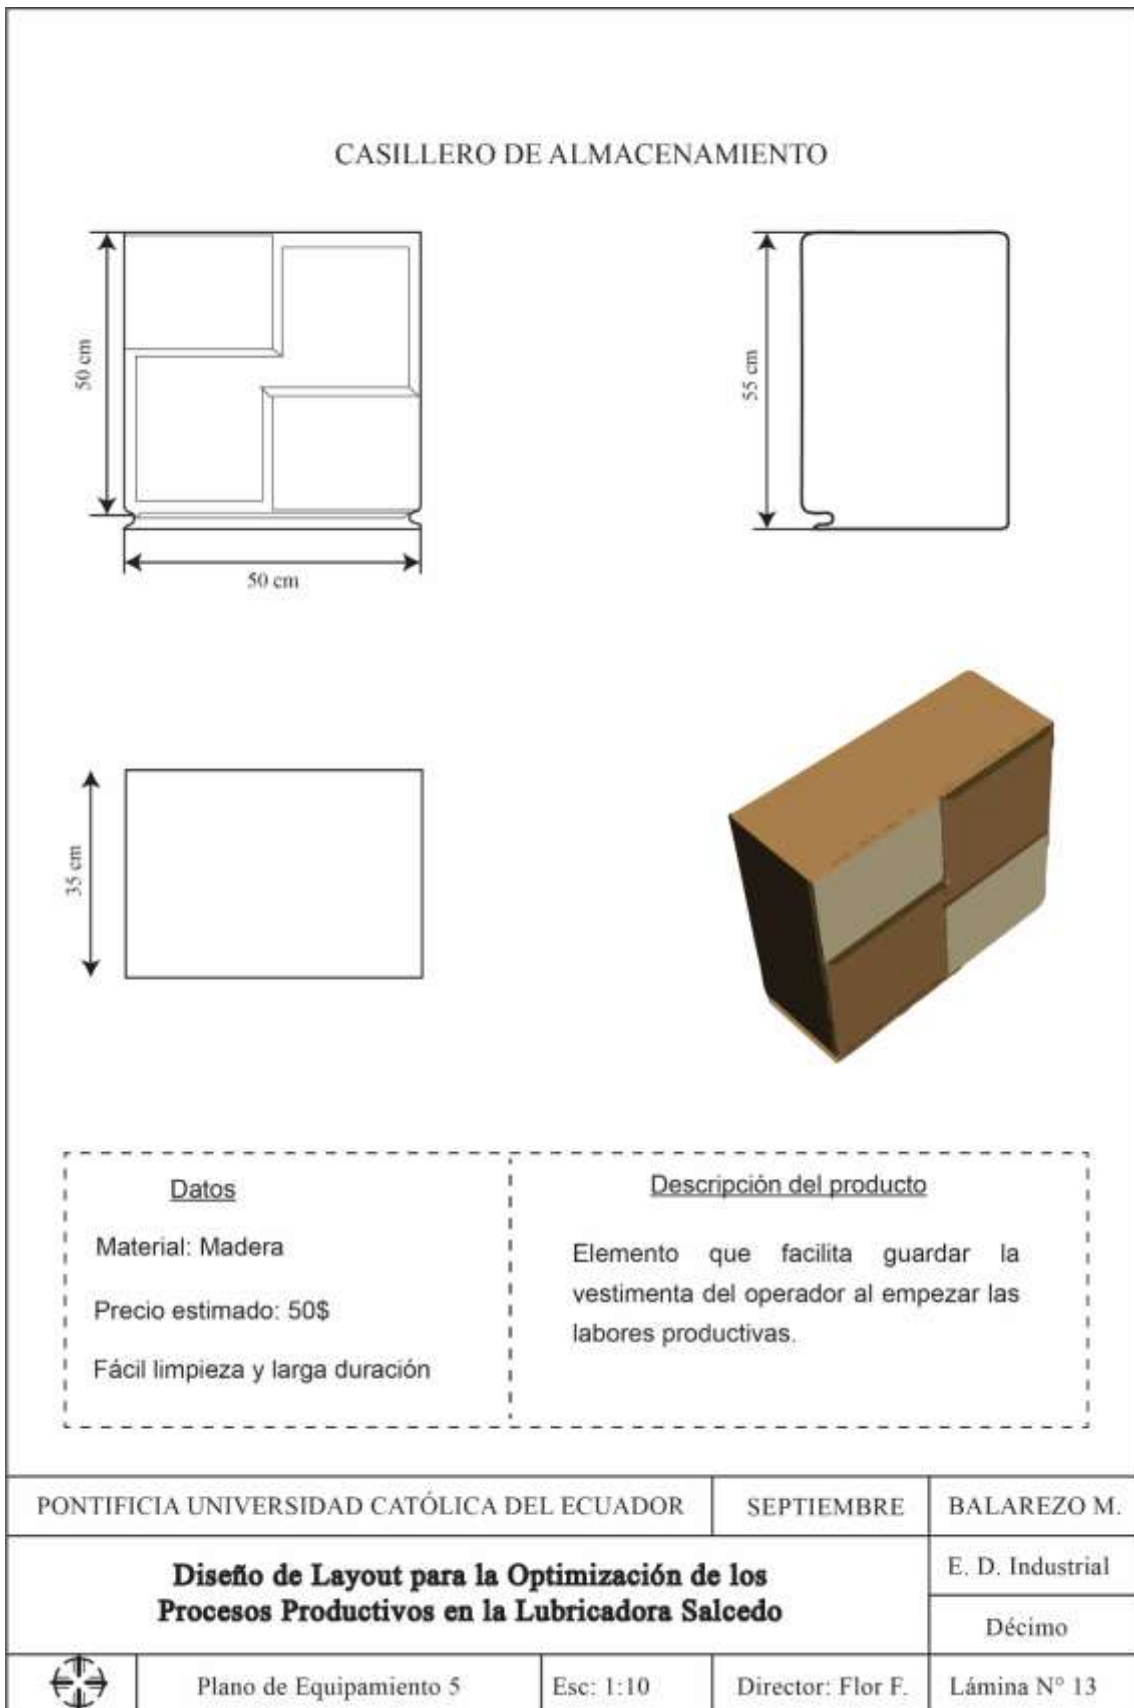 CASILLERO DE ALMACENAMIENTO
50 cm
50 cm
55 cm
35 cm
Datos
Material: Madera
Precio estimado: 50$
Fácil limpieza y larga duración
Descripción del producto
Elemento que facilita guardar la
vestimenta del operador al empezar las
labores productivas.
PONTIFICIA UNIVERSIDAD CATÓLICA DEL ECUADOR
SEPTIEMBRE
BALAREZO M.
Diseño de Layout para la Optimización de los
Procesos Productivos en la Lubricadora Salcedo
E. D. Industrial
Décimo
Plano de Equipamiento 5
Esc: 1:10
Director: Flor F.
Lámina N° 13